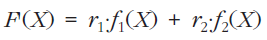 F(X) = r₁·f₁(X) + r₂·f₂(X)